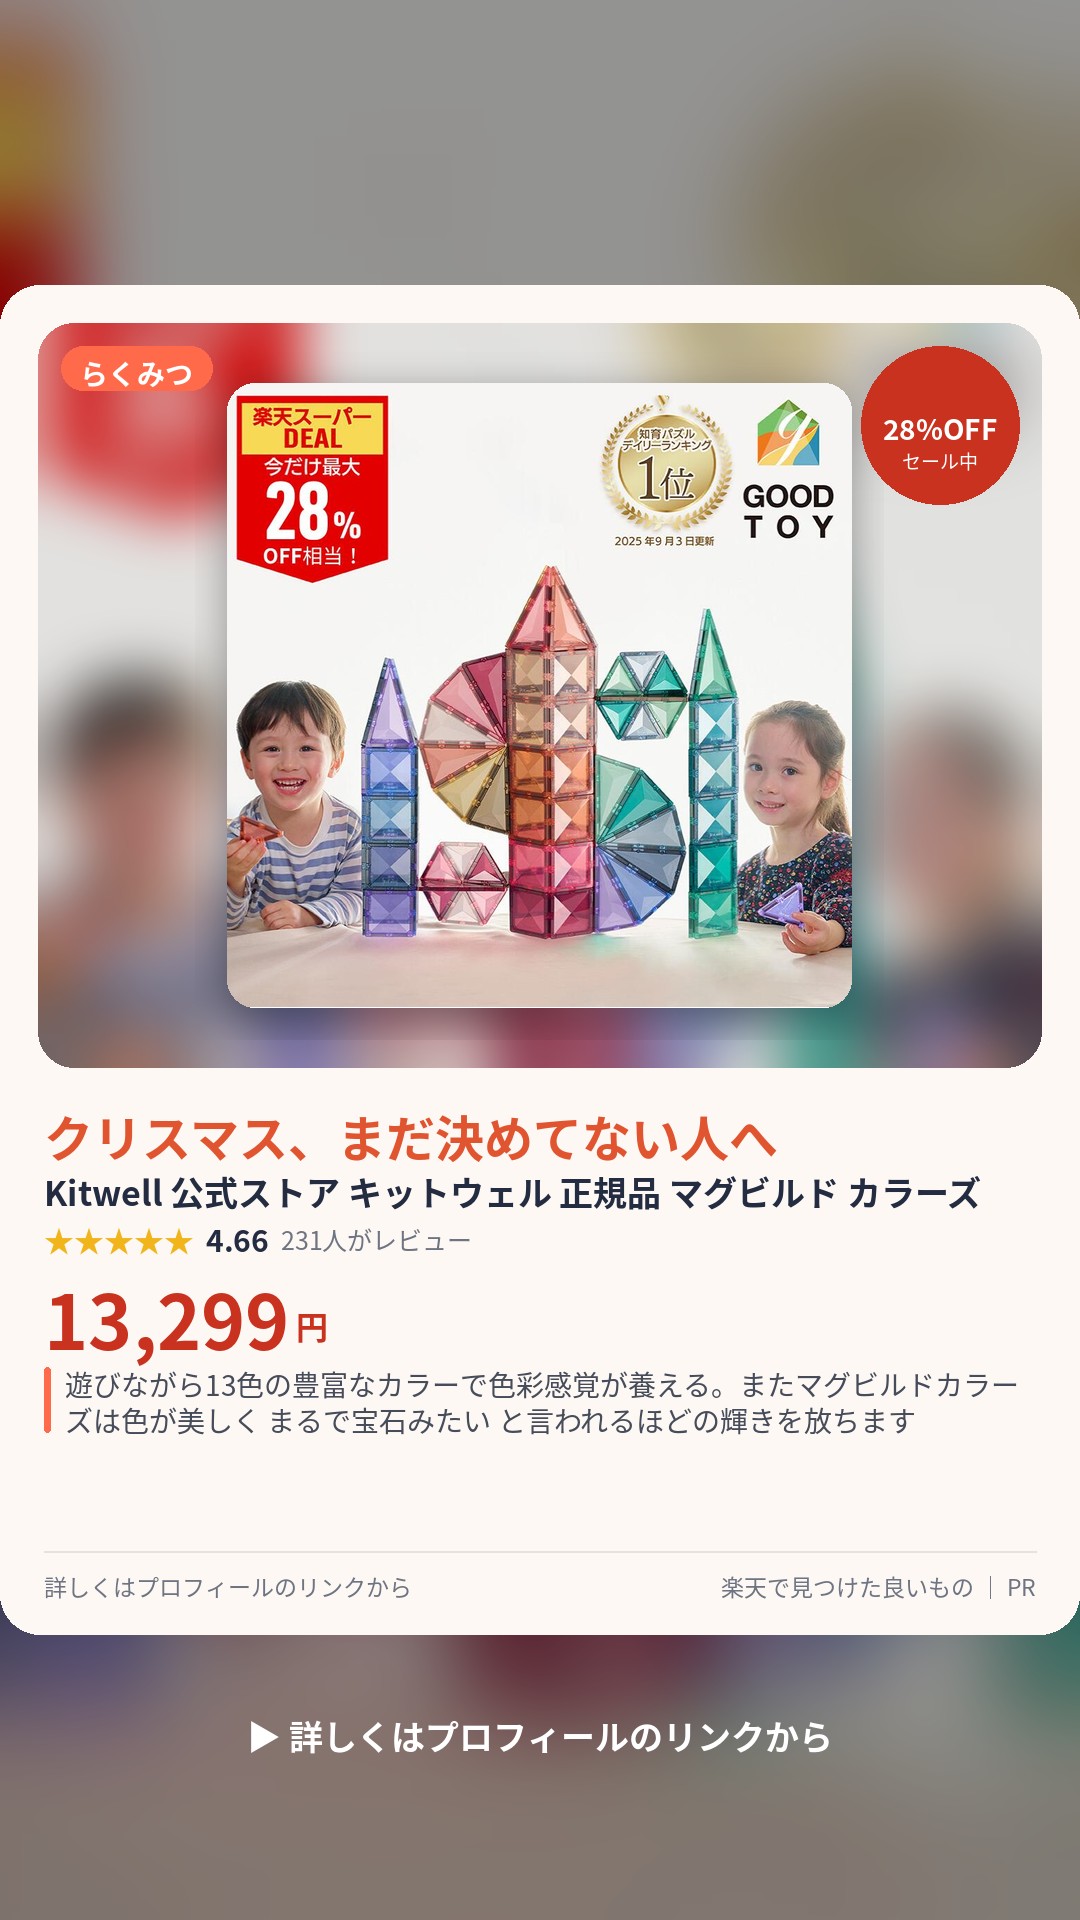 らくみつ
楽天スーパー
DEAL
今だけ最大
28%
OFF相当！
知育パズル
デイリーランキング
1位
2025年9月3日更新
GOOD
TOY
28%OFF
セール中
クリスマス、まだ決めてない人へ
Kitwell 公式ストア キットウェル 正規品 マグビルド カラーズ
★★★★★ 4.66 231人がレビュー
13,299円
遊びながら13色の豊富なカラーで色彩感覚が養える。またマグビルドカラー
ズは色が美しく まるで宝石みたい と言われるほどの輝きを放ちます
詳しくはプロフィールのリンクから
楽天で見つけた良いもの｜PR
▶ 詳しくはプロフィールのリンクから